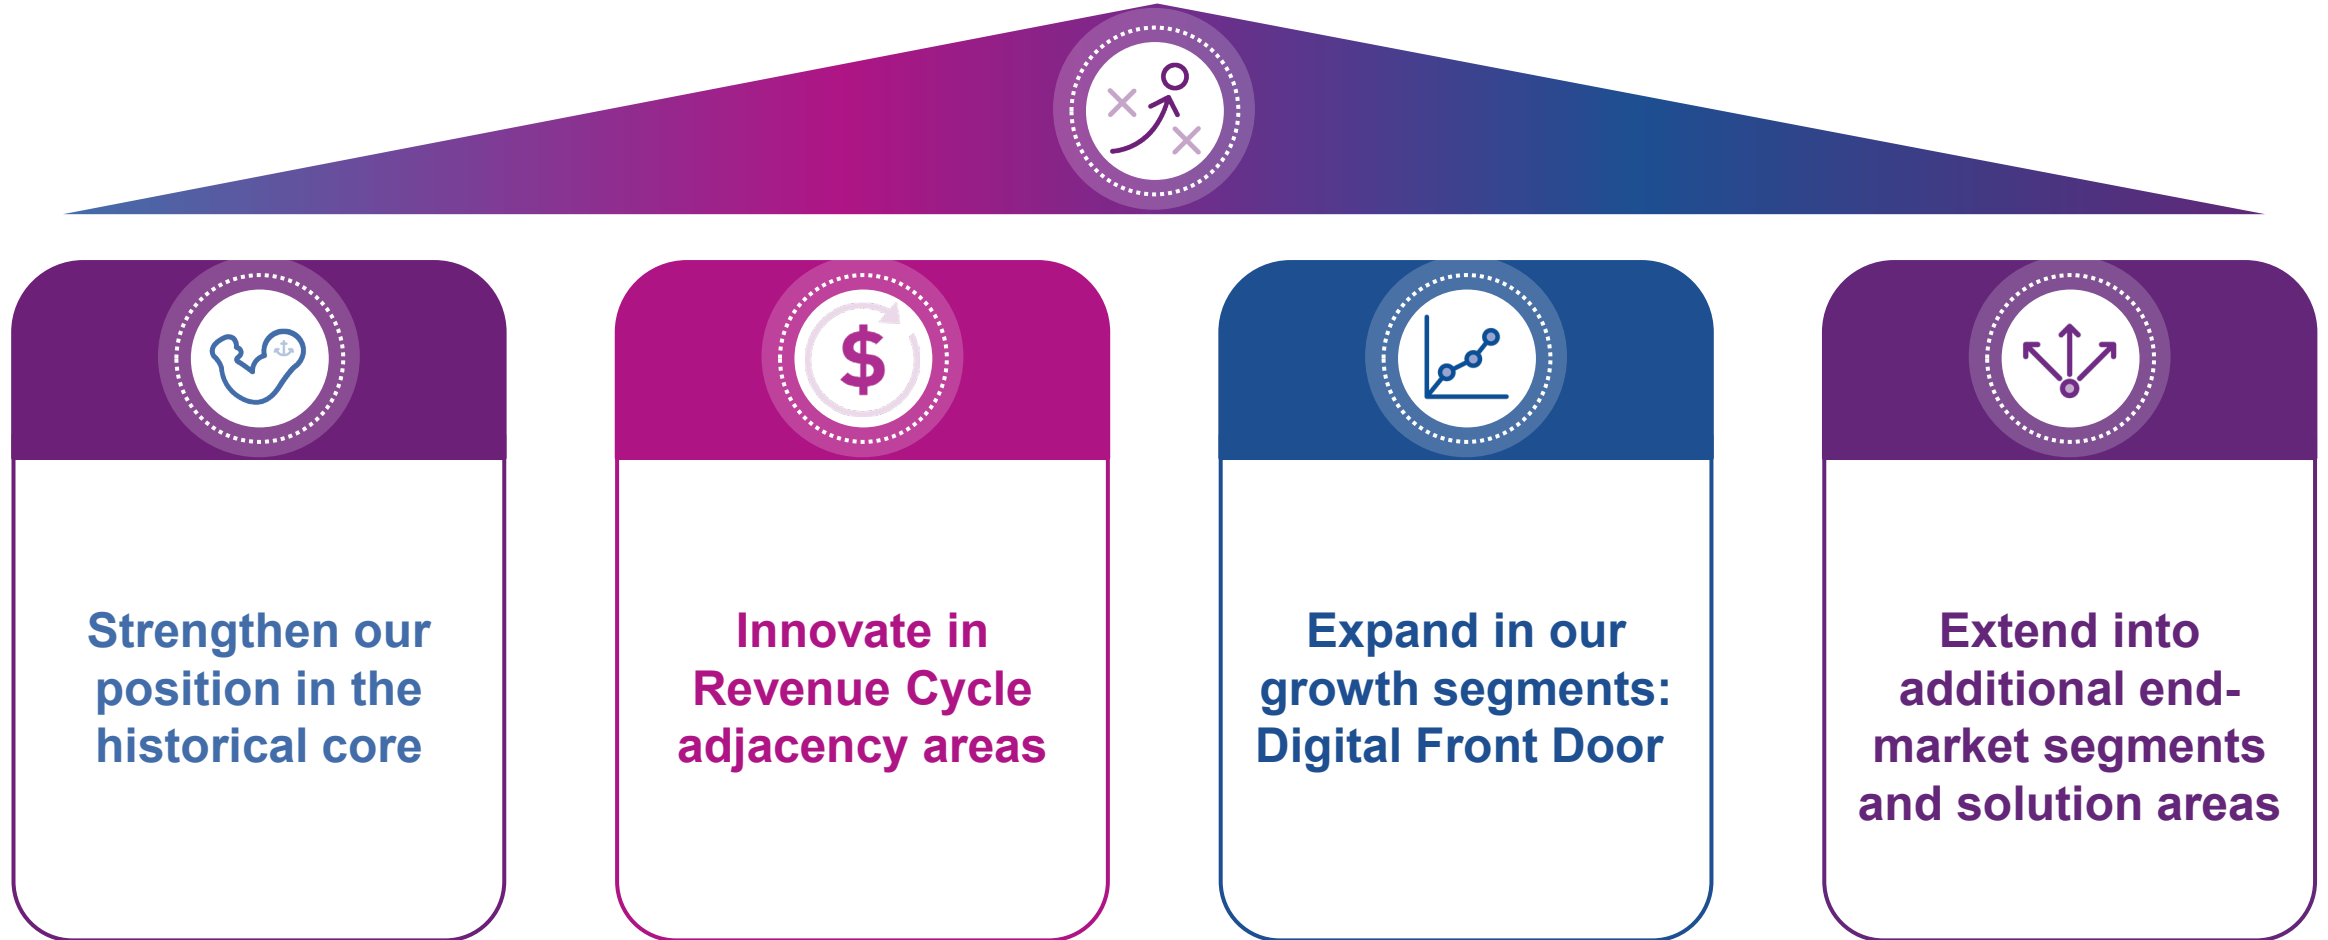 Strengthen our
position in the
historical core
Innovate in
Revenue Cycle
adjacency areas
Expand in our
growth segments:
Digital Front Door
Extend into
additional end-
market segments
and solution areas